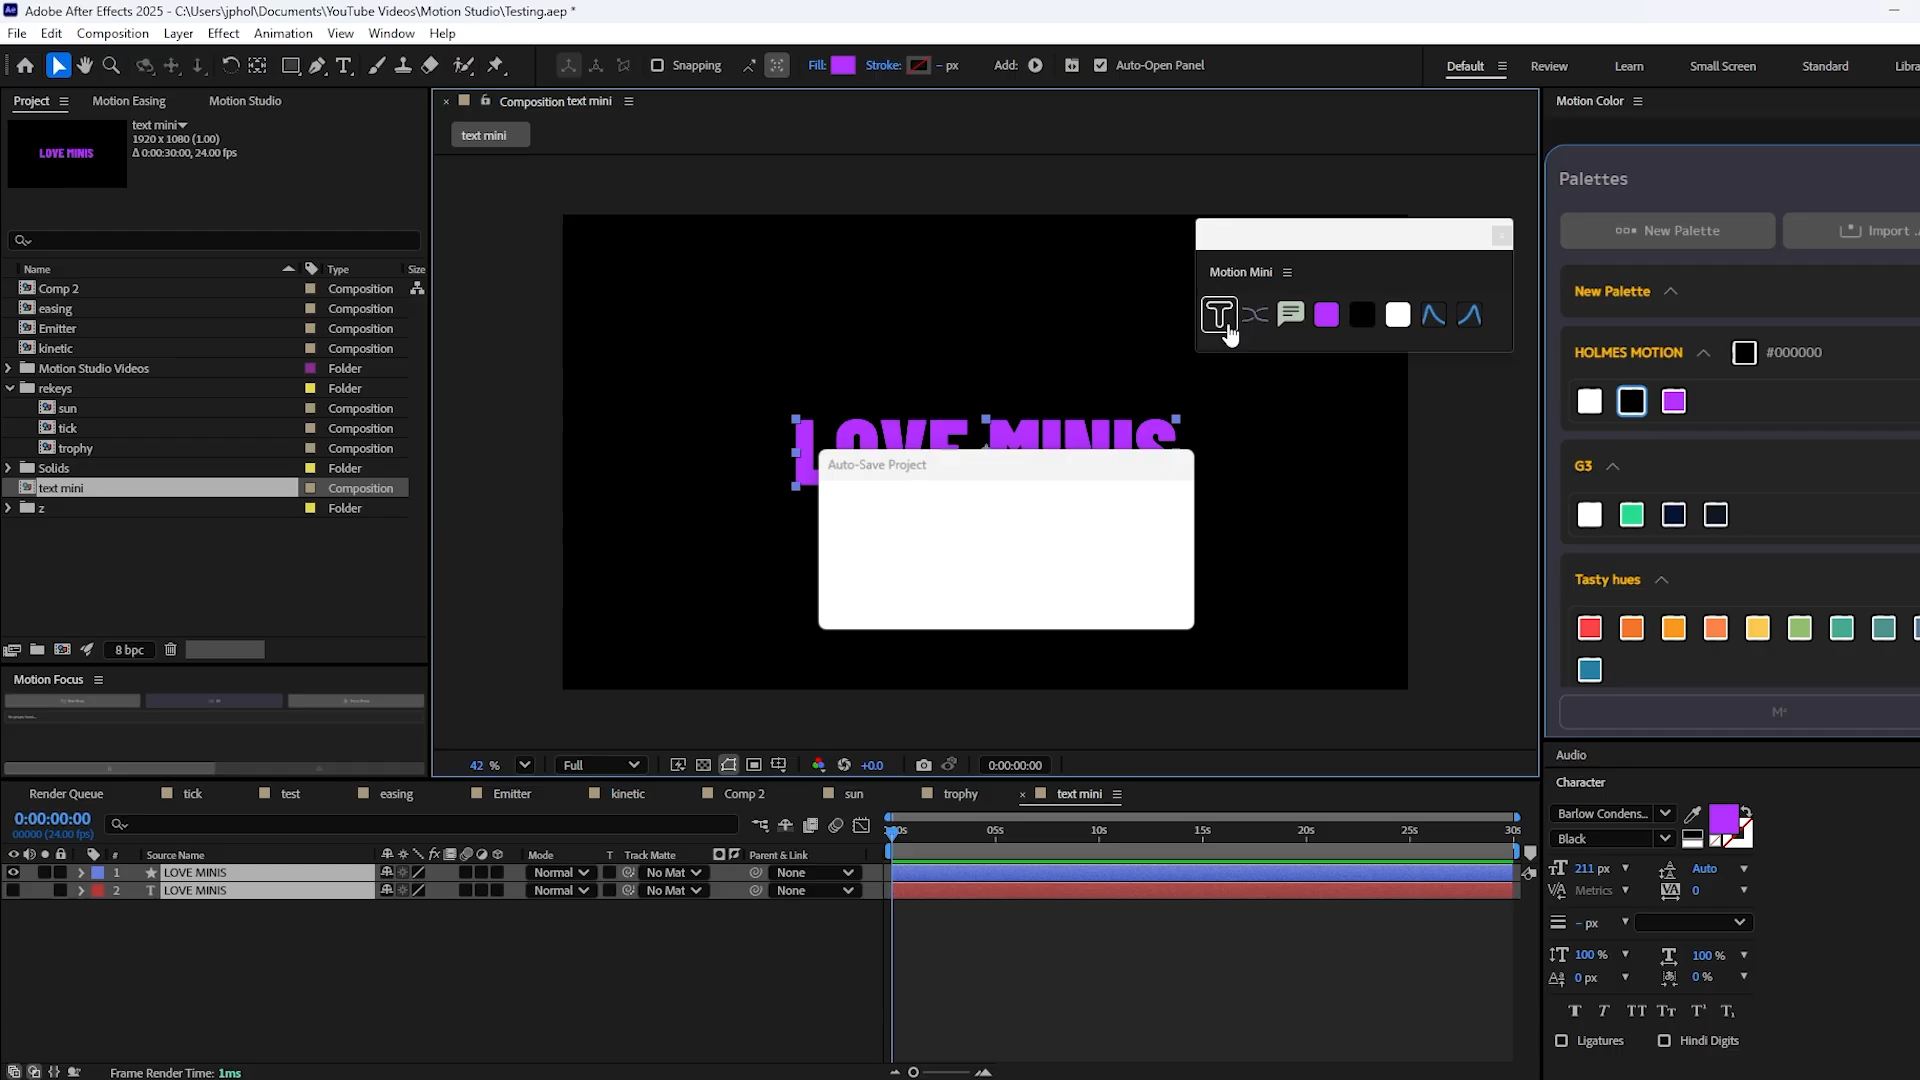 Adobe After Effects 2025 - C:\Users\jphol\Documents\YouTube Videos\Motion Studio\Testing.aep *
File Edit Composition Layer Effect Animation View Window Help
Snapping Fill: Stroke: - px Add: Auto-Open Panel Default Review Learn Small Screen Standard Libra
Project Motion Easing Motion Studio
text mini
1920 x 1080 (1.00)
Δ 0:00:30:00, 24.00 fps
LOVE MINIS
Name Type Size
Comp 2 Composition
easing Composition
Emitter Composition
kinetic Composition
Motion Studio Videos Folder
rekeys Folder
sun Composition
tick Composition
trophy Composition
Solids Folder
text mini Composition
z Folder
8 bpc
Motion Focus
Composition text mini
text mini
Motion Mini
LOVE MINIS
Auto-Save Project
42 % Full +0.0 0:00:00:00
Motion Color
Palettes
New Palette Import ..
New Palette
HOLMES MOTION #000000
G3
Tasty hues
Audio
Character
Barlow Condens...
Black
211 px Auto
Metrics 0
- px
100 % 100 %
0 px 0 %
Ligatures Hindi Digits
Render Queue tick test easing Emitter kinetic Comp 2 sun trophy text mini
0:00:00:00
00000 (24.00 fps)
# Source Name Mode T Track Matte Parent & Link
1 LOVE MINIS Normal No Mat None
2 T LOVE MINIS Normal No Mat None
05s 10s 15s 20s 25s 30s
Frame Render Time: 1ms